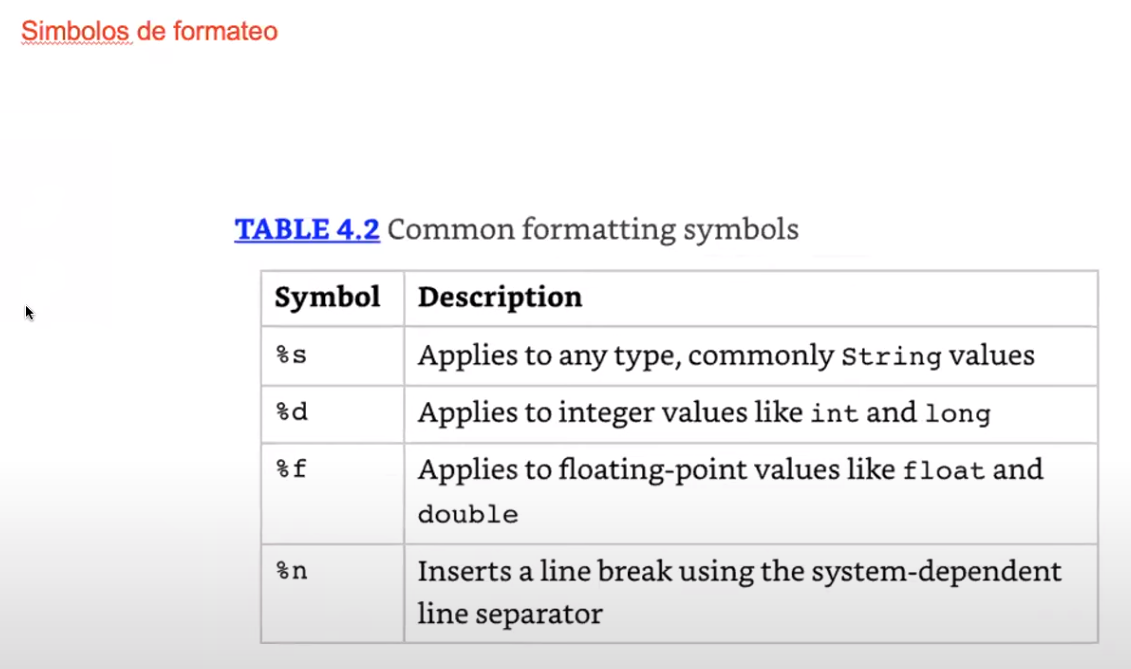 Simbolos de formateo
TABLE 4.2 Common formatting symbols
Symbol Description
%s Applies to any type, commonly String values
%d Applies to integer values like int and long
%f Applies to floating-point values like float and
double
%n Inserts a line break using the system-dependent
line separator